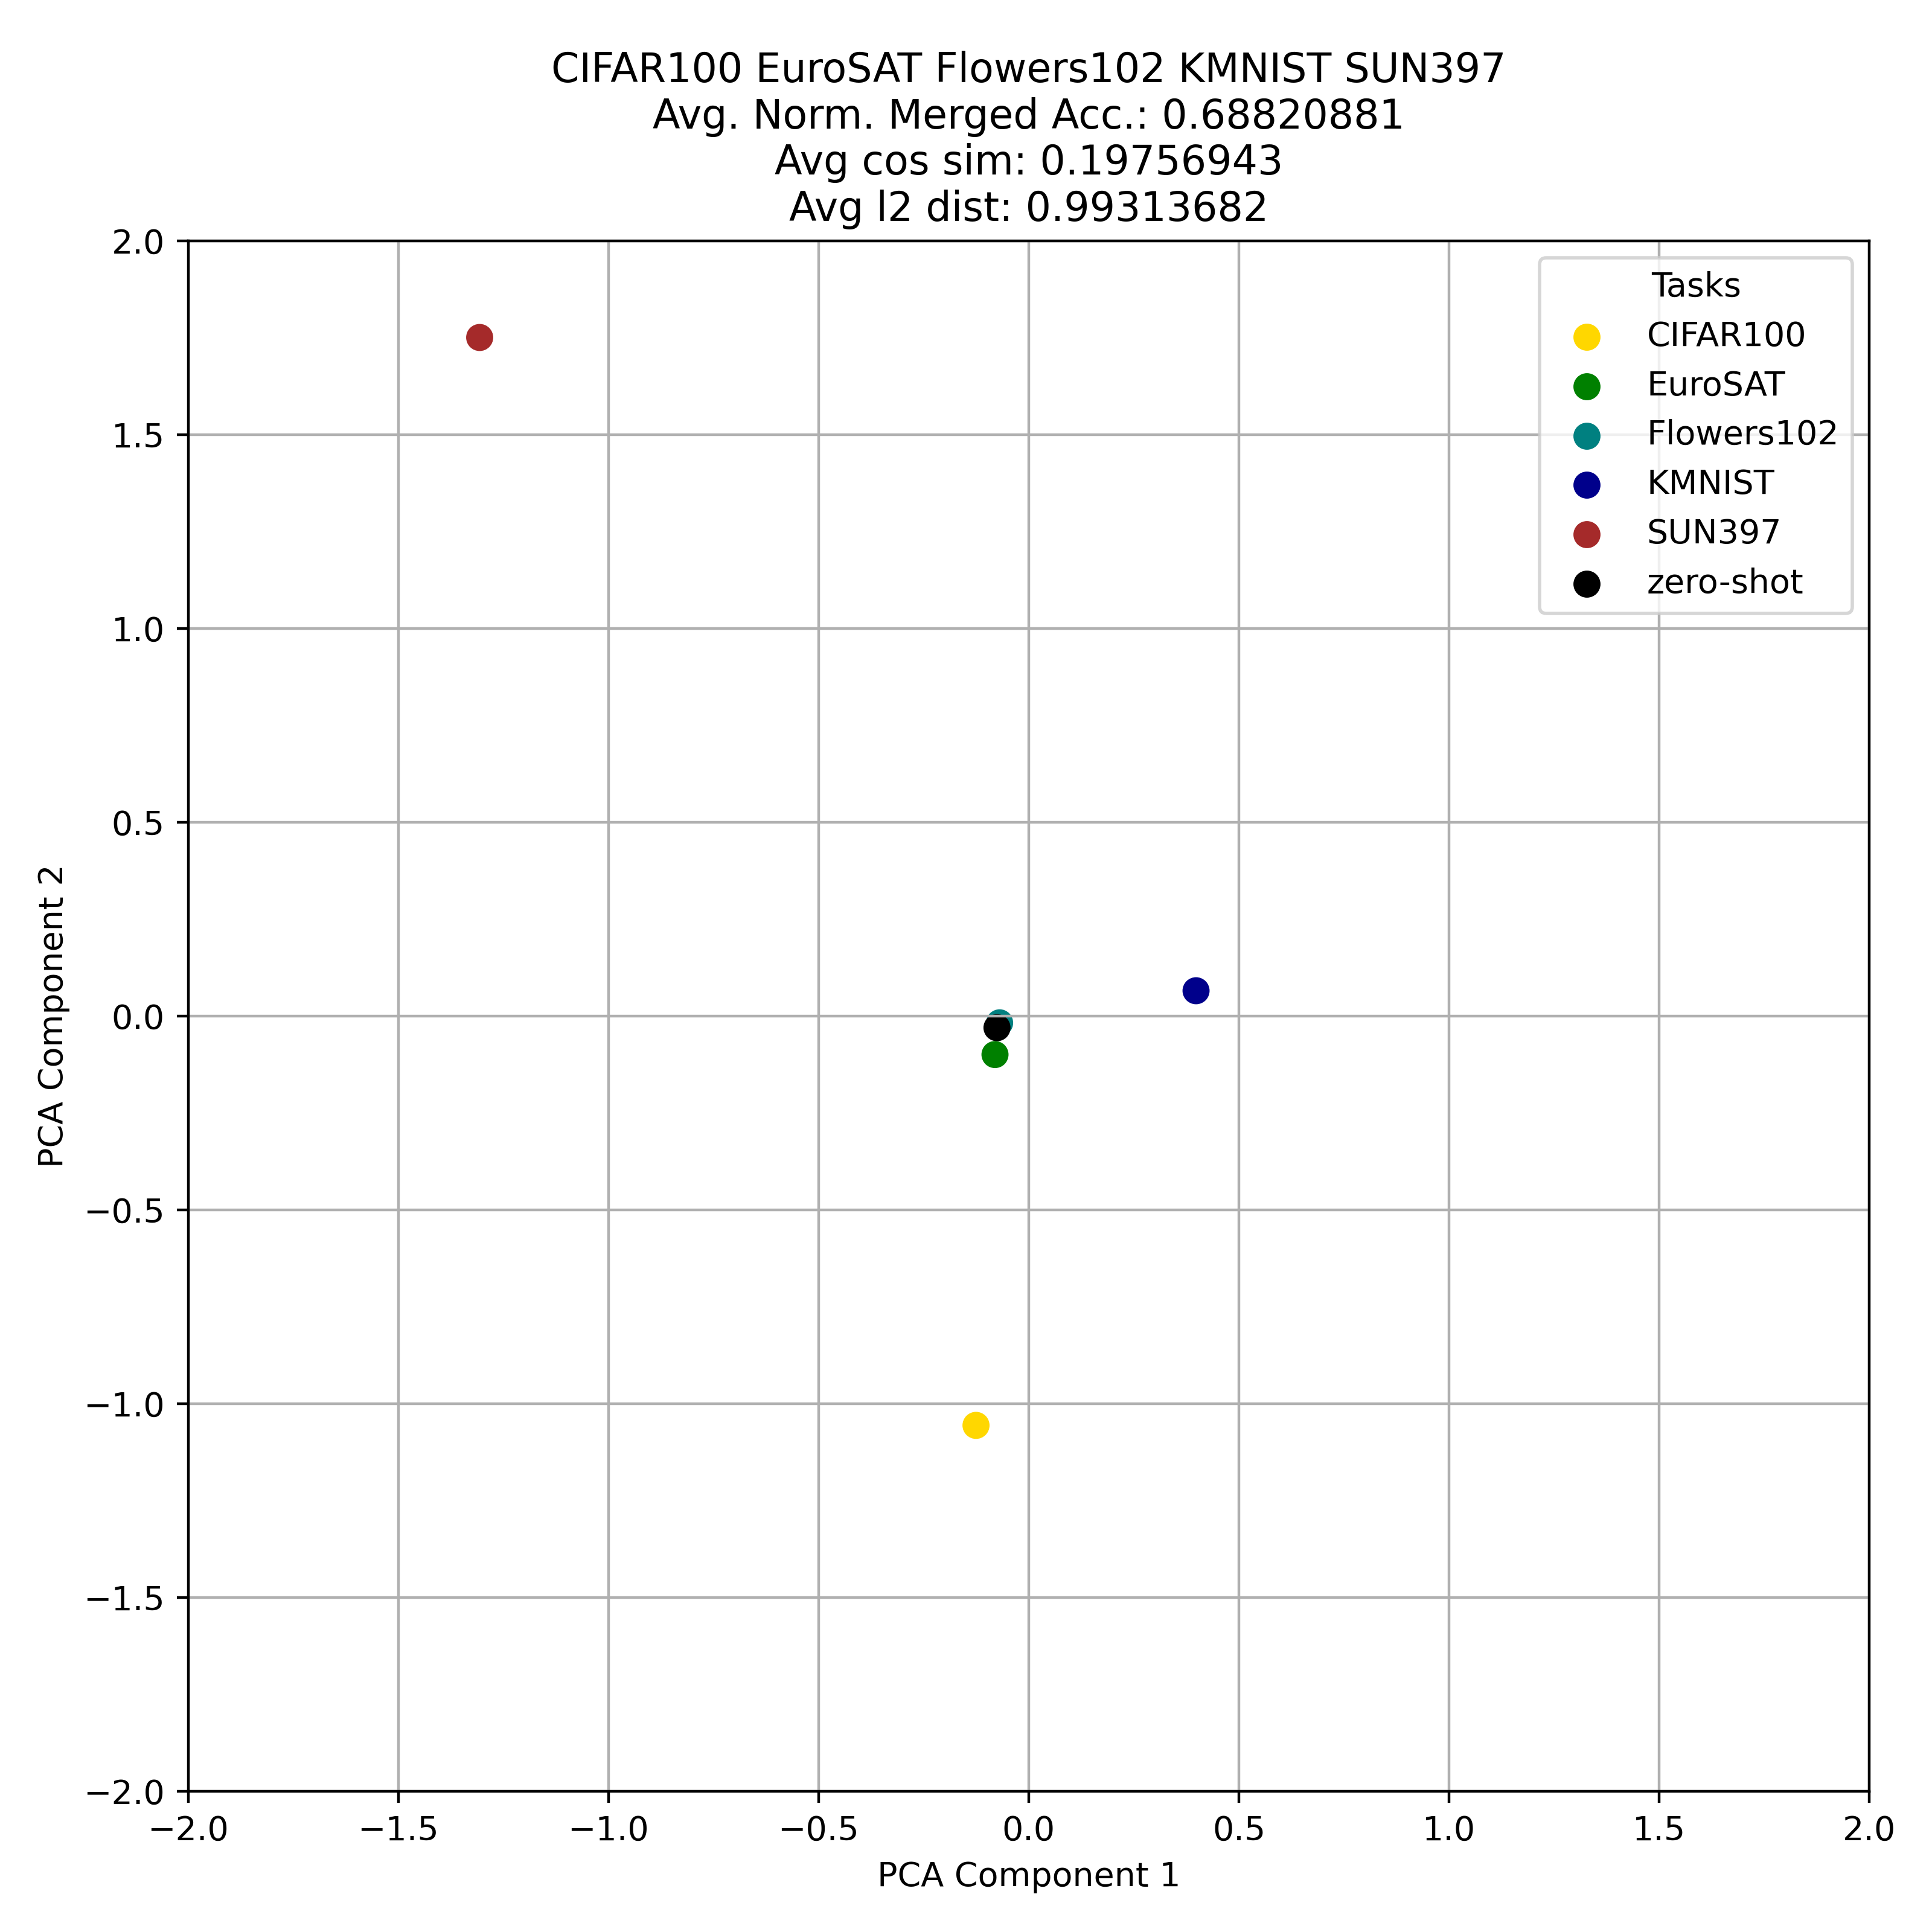 CIFAR100 EuroSAT Flowers102 KMNIST SUN397
Avg. Norm. Merged Acc.: 0.68820881
Avg cos sim: 0.19756943
Avg l2 dist: 0.99313682
Tasks
CIFAR100
EuroSAT
Flowers102
KMNIST
SUN397
zero-shot
PCA Component 2
2.0
1.5
1.0
0.5
0.0
−0.5
−1.0
−1.5
−2.0
−2.0 −1.5 −1.0 −0.5 0.0 0.5 1.0 1.5 2.0
PCA Component 1